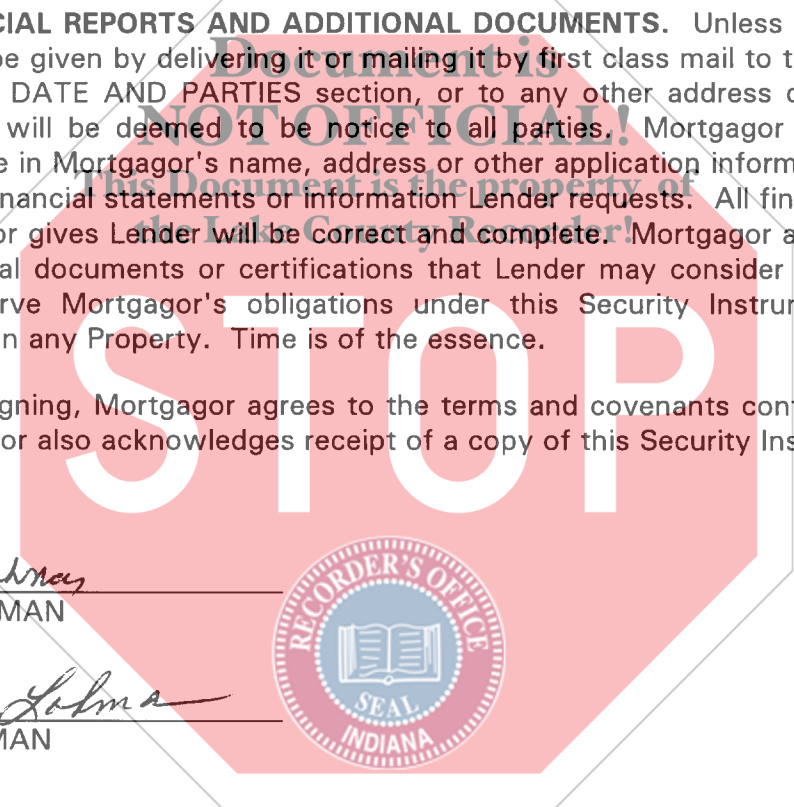 CIAL REPORTS AND ADDITIONAL DOCUMENTS. Unless
be given by delivering it or mailing it by first class mail to t
DATE AND PARTIES section, or to any other address
will be deemed to be notice to all parties. Mortgagor
e in Mortgagor's name, address or other application inform
nancial statements or information Lender requests. All fin
or gives Lender will be correct and complete. Mortgagor a
al documents or certifications that Lender may consider
rve Mortgagor's obligations under this Security Instrur
n any Property. Time is of the essence.
gning, Mortgagor agrees to the terms and covenants con
or also acknowledges receipt of a copy of this Security Ins
Document is
NOT OFFICIAL!
This Document is the property of
the Lake County Recorder!
STOP
MAN
Lohma
MAN
RECORDER'S OFFICE
SEAL
INDIANA